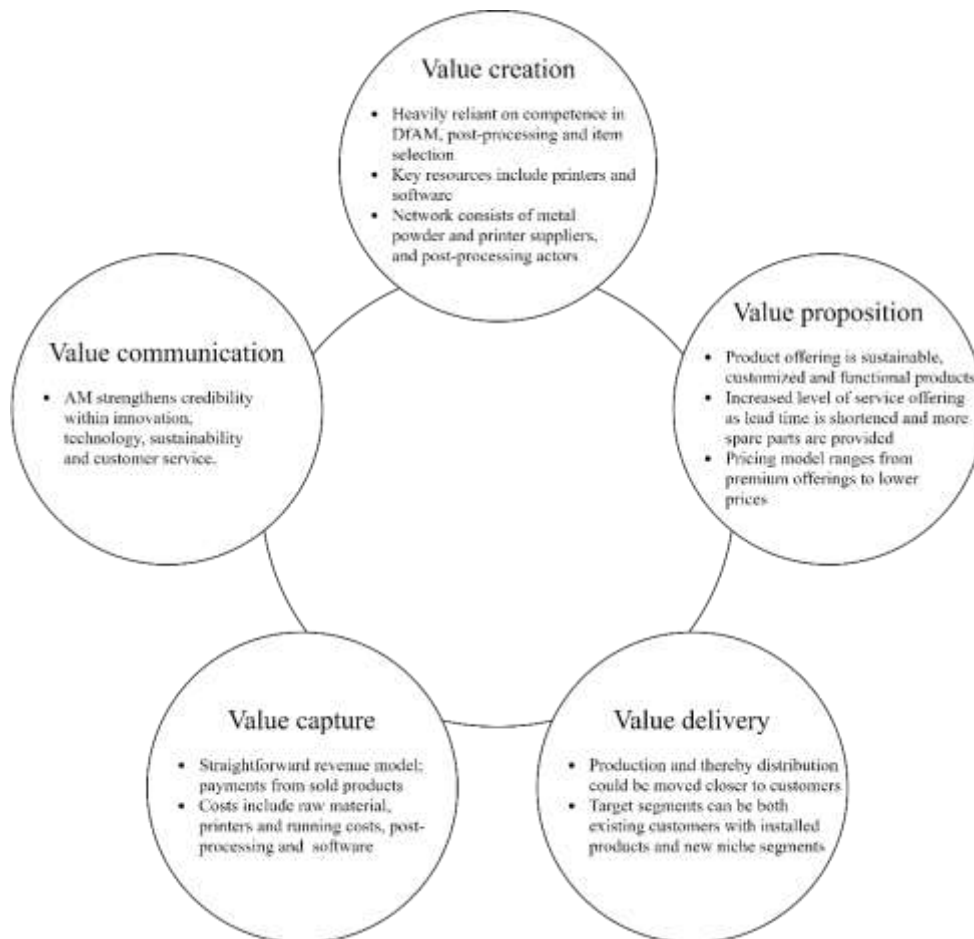 Value creation
• Heavily reliant on competence in
DfAM, post-processing and item
selection
• Key resources include printers and
software
• Network consists of metal
powder and printer suppliers,
and post-processing actors
Value proposition
• Product offering is sustainable,
customized and functional products
• Increased level of service offering
as lead time is shortened and more
spare parts are provided
• Pricing model ranges from
premium offerings to lower
prices
Value delivery
• Production and thereby distribution
could be moved closer to customers
• Target segments can be both
existing customers with installed
products and new niche segments
Value capture
• Straightforward revenue model;
payments from sold products
• Costs include raw material,
printers and running costs, post-
processing and software
Value communication
• AM strengthens credibility
within innovation,
technology, sustainability
and customer service.